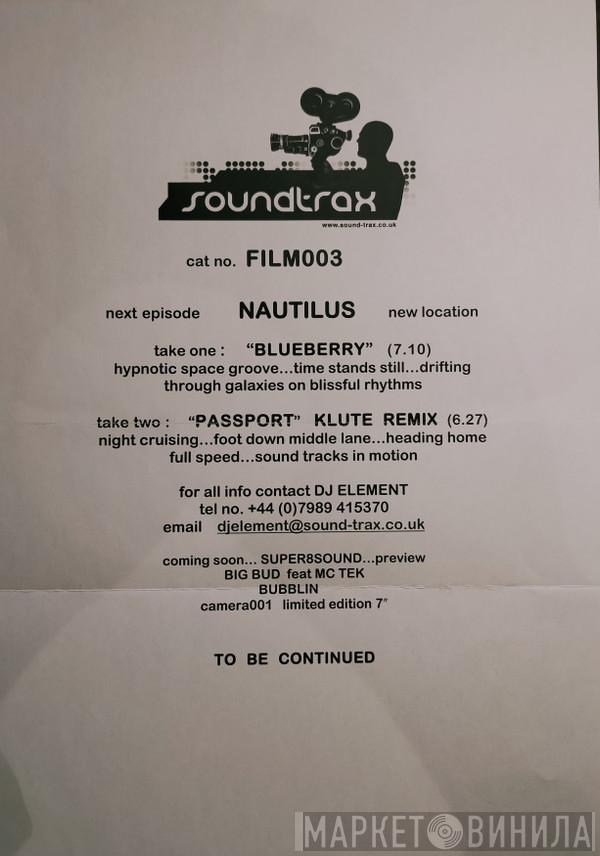 soundtrax
www.sound-trax.co.uk
cat no. FILM003
next episode NAUTILUS new location
take one : “BLUEBERRY” (7.10)
hypnotic space groove...time stands still...drifting
through galaxies on blissful rhythms
take two : “PASSPORT” KLUTE REMIX (6.27)
night cruising...foot down middle lane...heading home
full speed...sound tracks in motion
for all info contact DJ ELEMENT
tel no. +44 (0)7989 415370
email djelement@sound-trax.co.uk
coming soon... SUPER8SOUND...preview
BIG BUD feat MC TEK
BUBBLIN
camera001 limited edition 7″
TO BE CONTINUED
МАРКЕТ ВИНИЛА